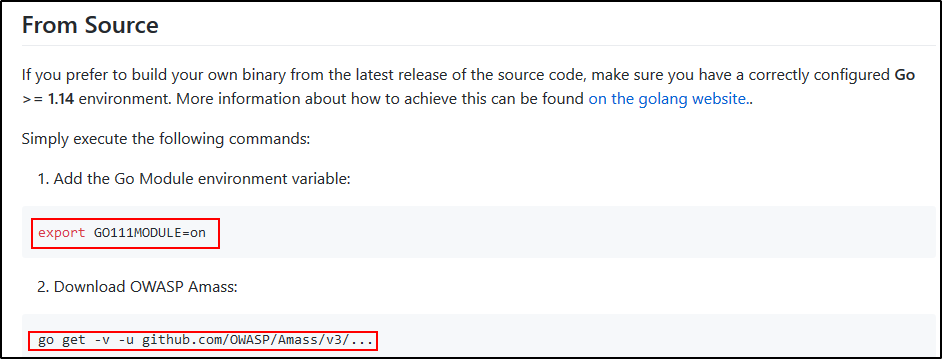 From Source
If you prefer to build your own binary from the latest release of the source code, make sure you have a correctly configured Go
>= 1.14 environment. More information about how to achieve this can be found on the golang website..
Simply execute the following commands:
1. Add the Go Module environment variable:
export GO111MODULE=on
2. Download OWASP Amass:
go get -v -u github.com/OWASP/Amass/v3/...